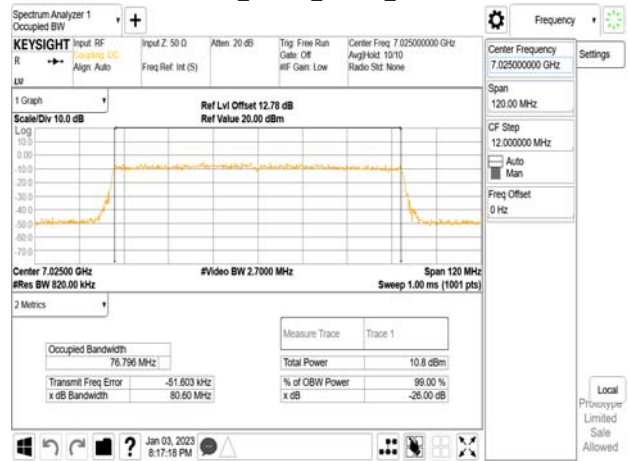 Spectrum Analyzer 1
Occupied BW
+
Frequency
KEYSIGHT
R
Input: RF
Coupling: DC
Align: Auto
Input Z: 50 Ω
Freq Ref: Int (S)
Atten: 20 dB
Trig: Free Run
Gate: Off
#IF Gain: Low
Center Freq: 7.025000000 GHz
Avg|Hold: 10/10
Radio Std: None
Center Frequency
7.025000000 GHz
Settings
Span
120.00 MHz
CF Step
12.000000 MHz
Auto
Man
Freq Offset
0 Hz
1 Graph
Ref Lvl Offset 12.78 dB
Scale/Div 10.0 dB
Ref Value 20.00 dBm
Log
10.0
0.00
-10.0
-20.0
-30.0
-40.0
-50.0
-60.0
-70.0
Center 7.02500 GHz
#Video BW 2.7000 MHz
Span 120 MHz
#Res BW 820.00 kHz
Sweep 1.00 ms (1001 pts)
2 Metrics
Measure Trace
Trace 1
Occupied Bandwidth
76.796 MHz
Total Power
10.8 dBm
Transmit Freq Error
-51.603 kHz
% of OBW Power
99.00 %
x dB Bandwidth
80.60 MHz
x dB
-26.00 dB
Local
Prototype
Limited
Sale
Allowed
?
Jan 03, 2023
8:17:18 PM